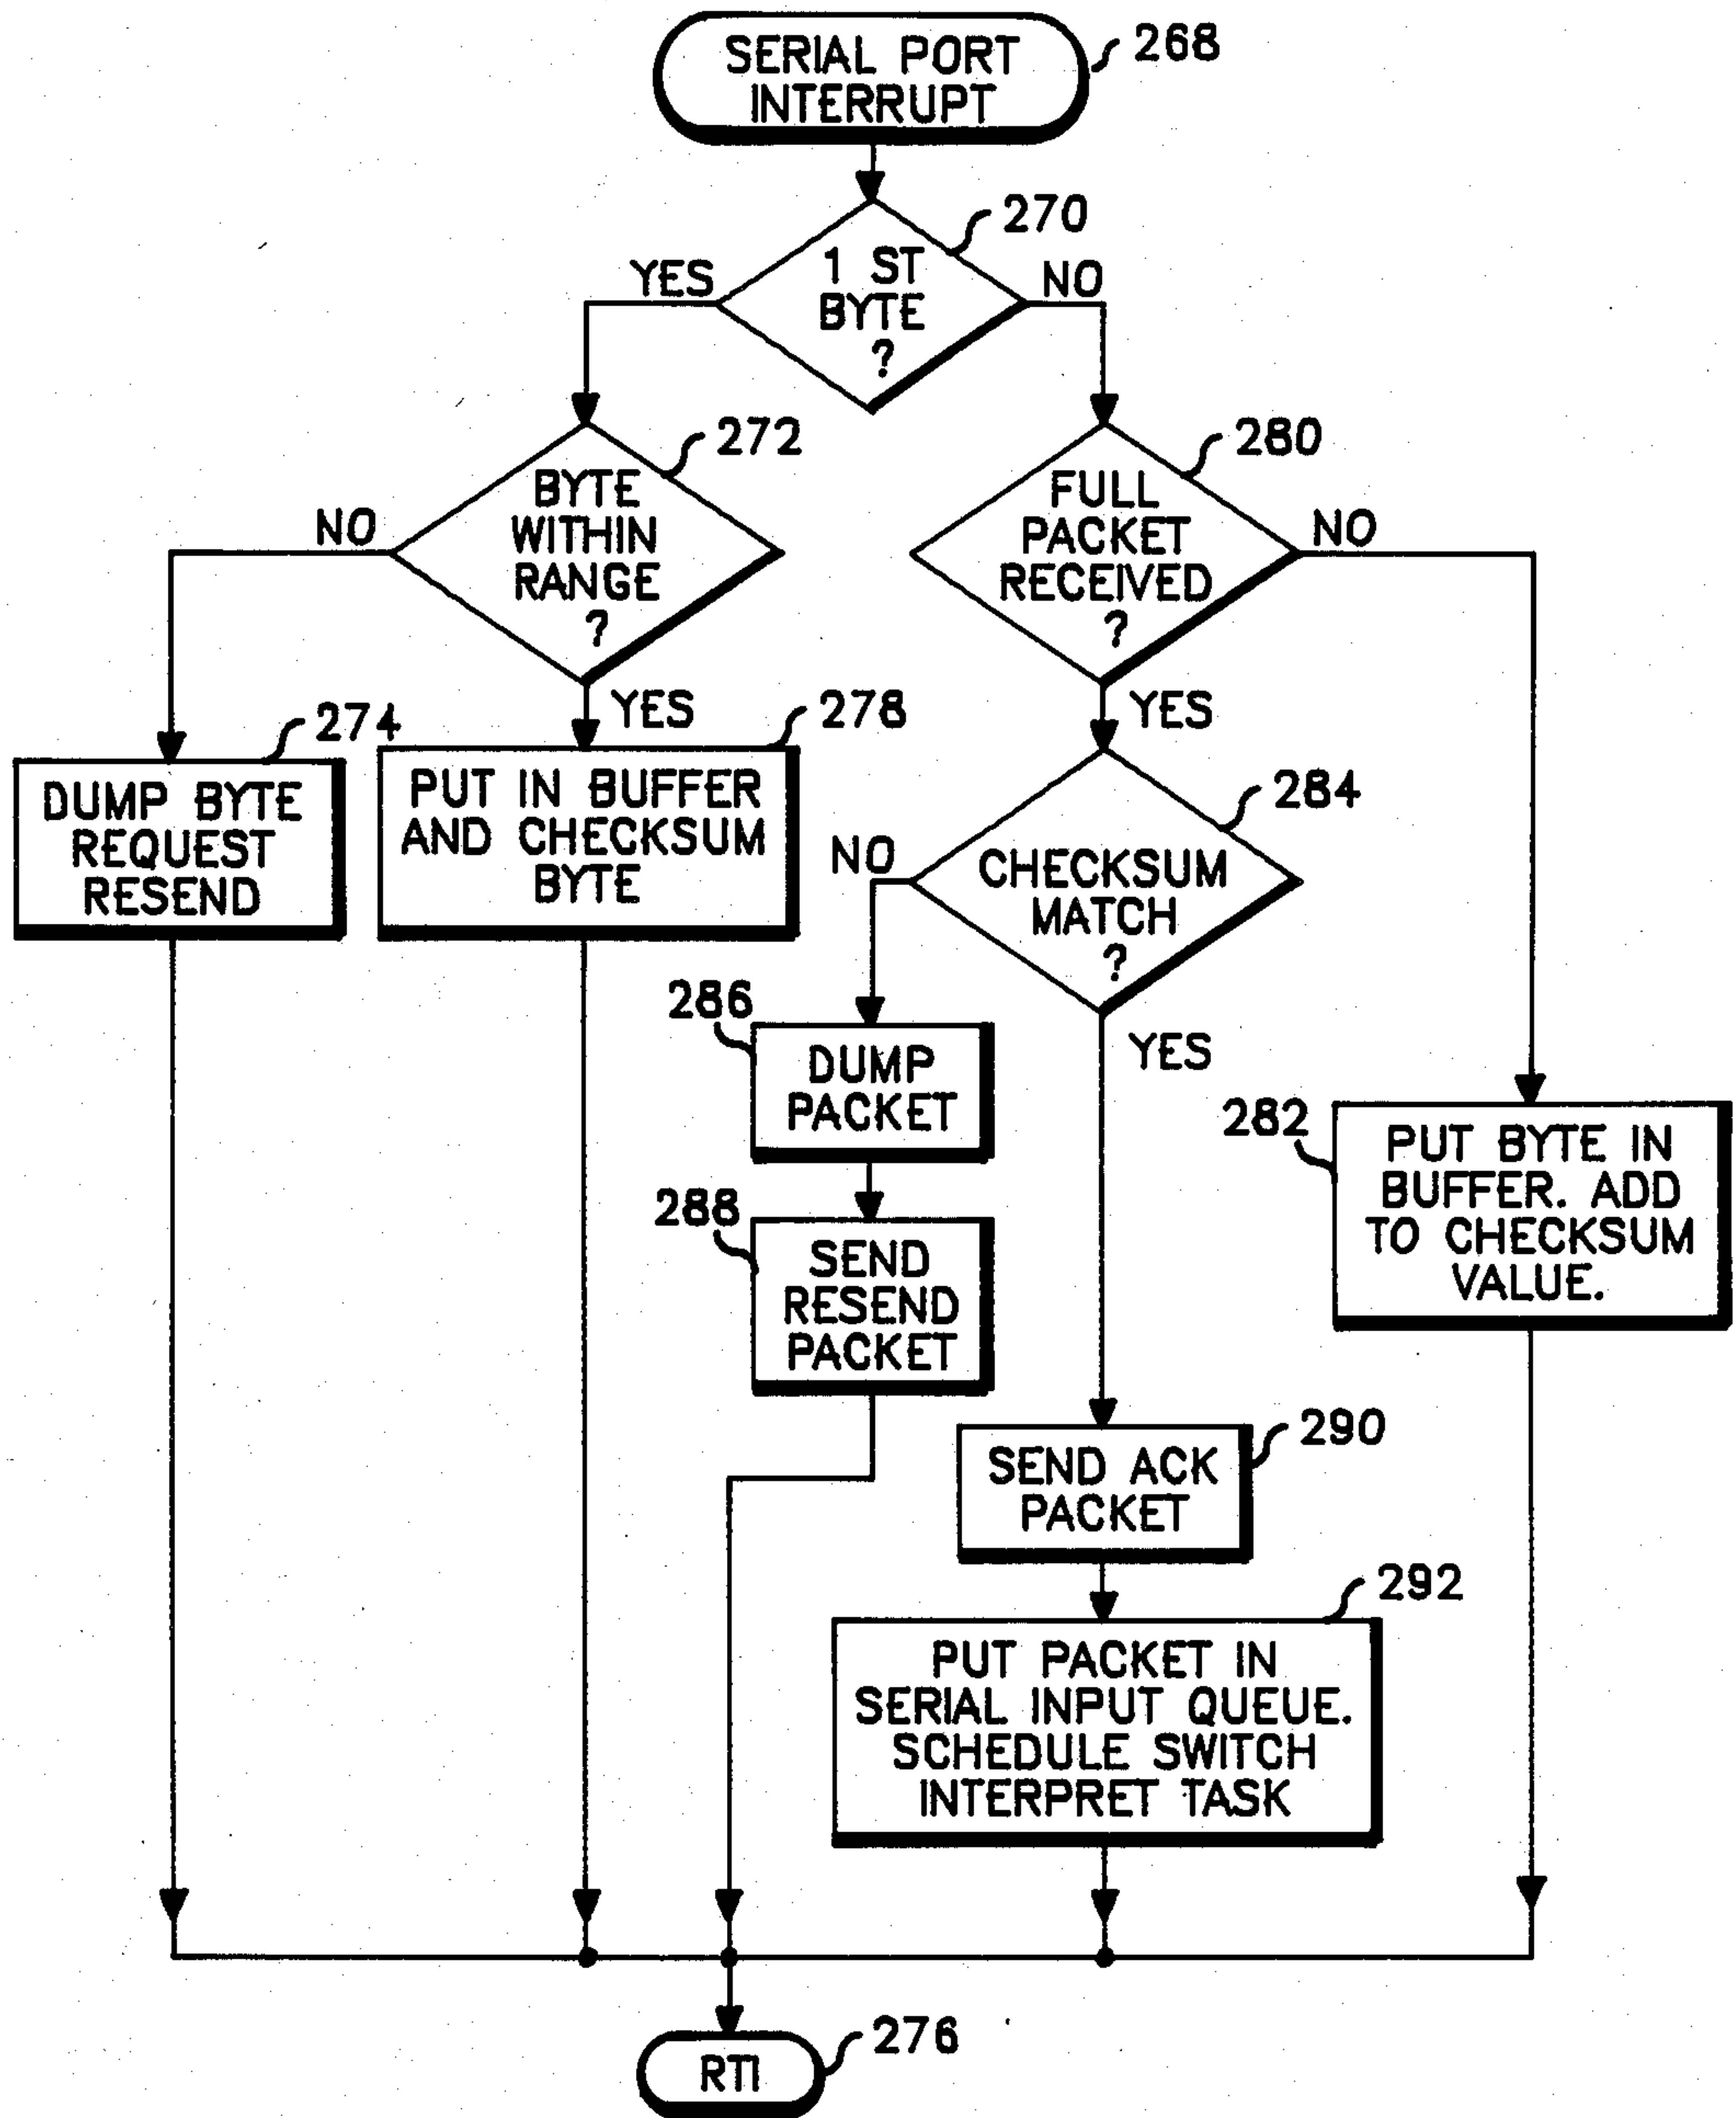 SERIAL PORT
INTERRUPT
268
270
1 ST
BYTE
?
YES
NO
272
BYTE
WITHIN
RANGE
?
NO
YES
280
FULL
PACKET
RECEIVED
?
NO
YES
274
DUMP BYTE
REQUEST
RESEND
278
PUT IN BUFFER
AND CHECKSUM
BYTE
284
CHECKSUM
MATCH
?
NO
YES
286
DUMP
PACKET
282
PUT BYTE IN
BUFFER. ADD
TO CHECKSUM
VALUE.
288
SEND
RESEND
PACKET
290
SEND ACK
PACKET
292
PUT PACKET IN
SERIAL INPUT QUEUE.
SCHEDULE SWITCH
INTERPRET TASK
RTI
276